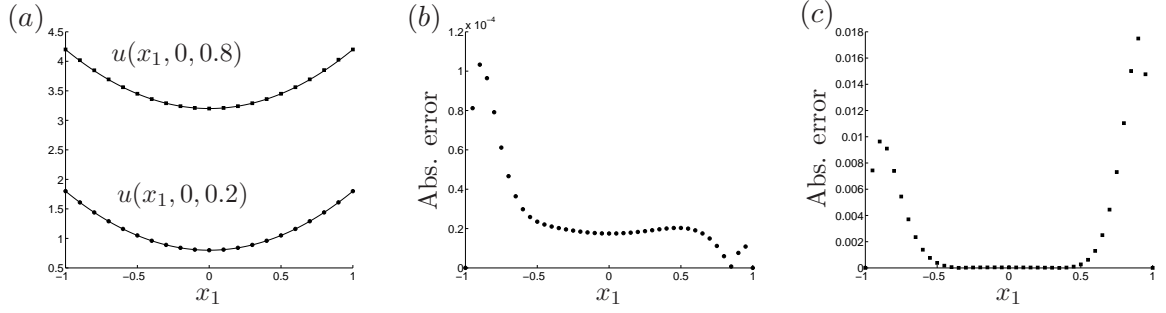 (a)
4.5
4
3.5
3
2.5
2
1.5
1
0.5
u(x₁, 0, 0.8)
u(x₁, 0, 0.2)
−1 −0.5 0 0.5 1
x₁
(b)
x 10⁻⁴
1.2
1
0.8
0.6
0.4
0.2
0
Abs. error
−1 −0.5 0 0.5 1
x₁
(c)
0.018
0.016
0.014
0.012
0.01
0.008
0.006
0.004
0.002
0
Abs. error
−1 −0.5 0 0.5 1
x₁